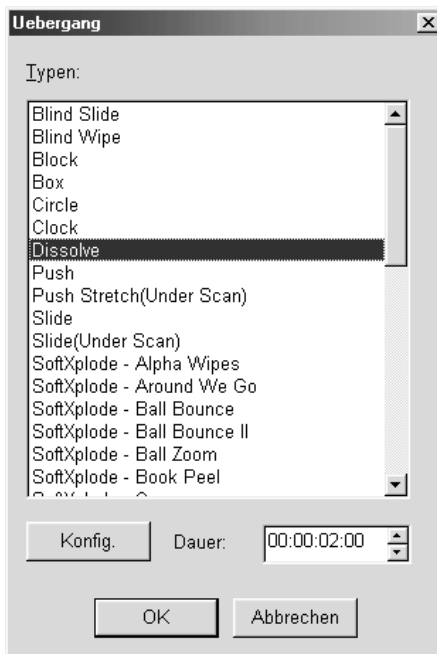 Uebergang
Typen:
Blind Slide
Blind Wipe
Block
Box
Circle
Clock
Dissolve
Push
Push Stretch(Under Scan)
Slide
Slide(Under Scan)
SoftXplode - Alpha Wipes
SoftXplode - Around We Go
SoftXplode - Ball Bounce
SoftXplode - Ball Bounce II
SoftXplode - Ball Zoom
SoftXplode - Book Peel
Konfig. Dauer: 00:00:02:00
OK Abbrechen